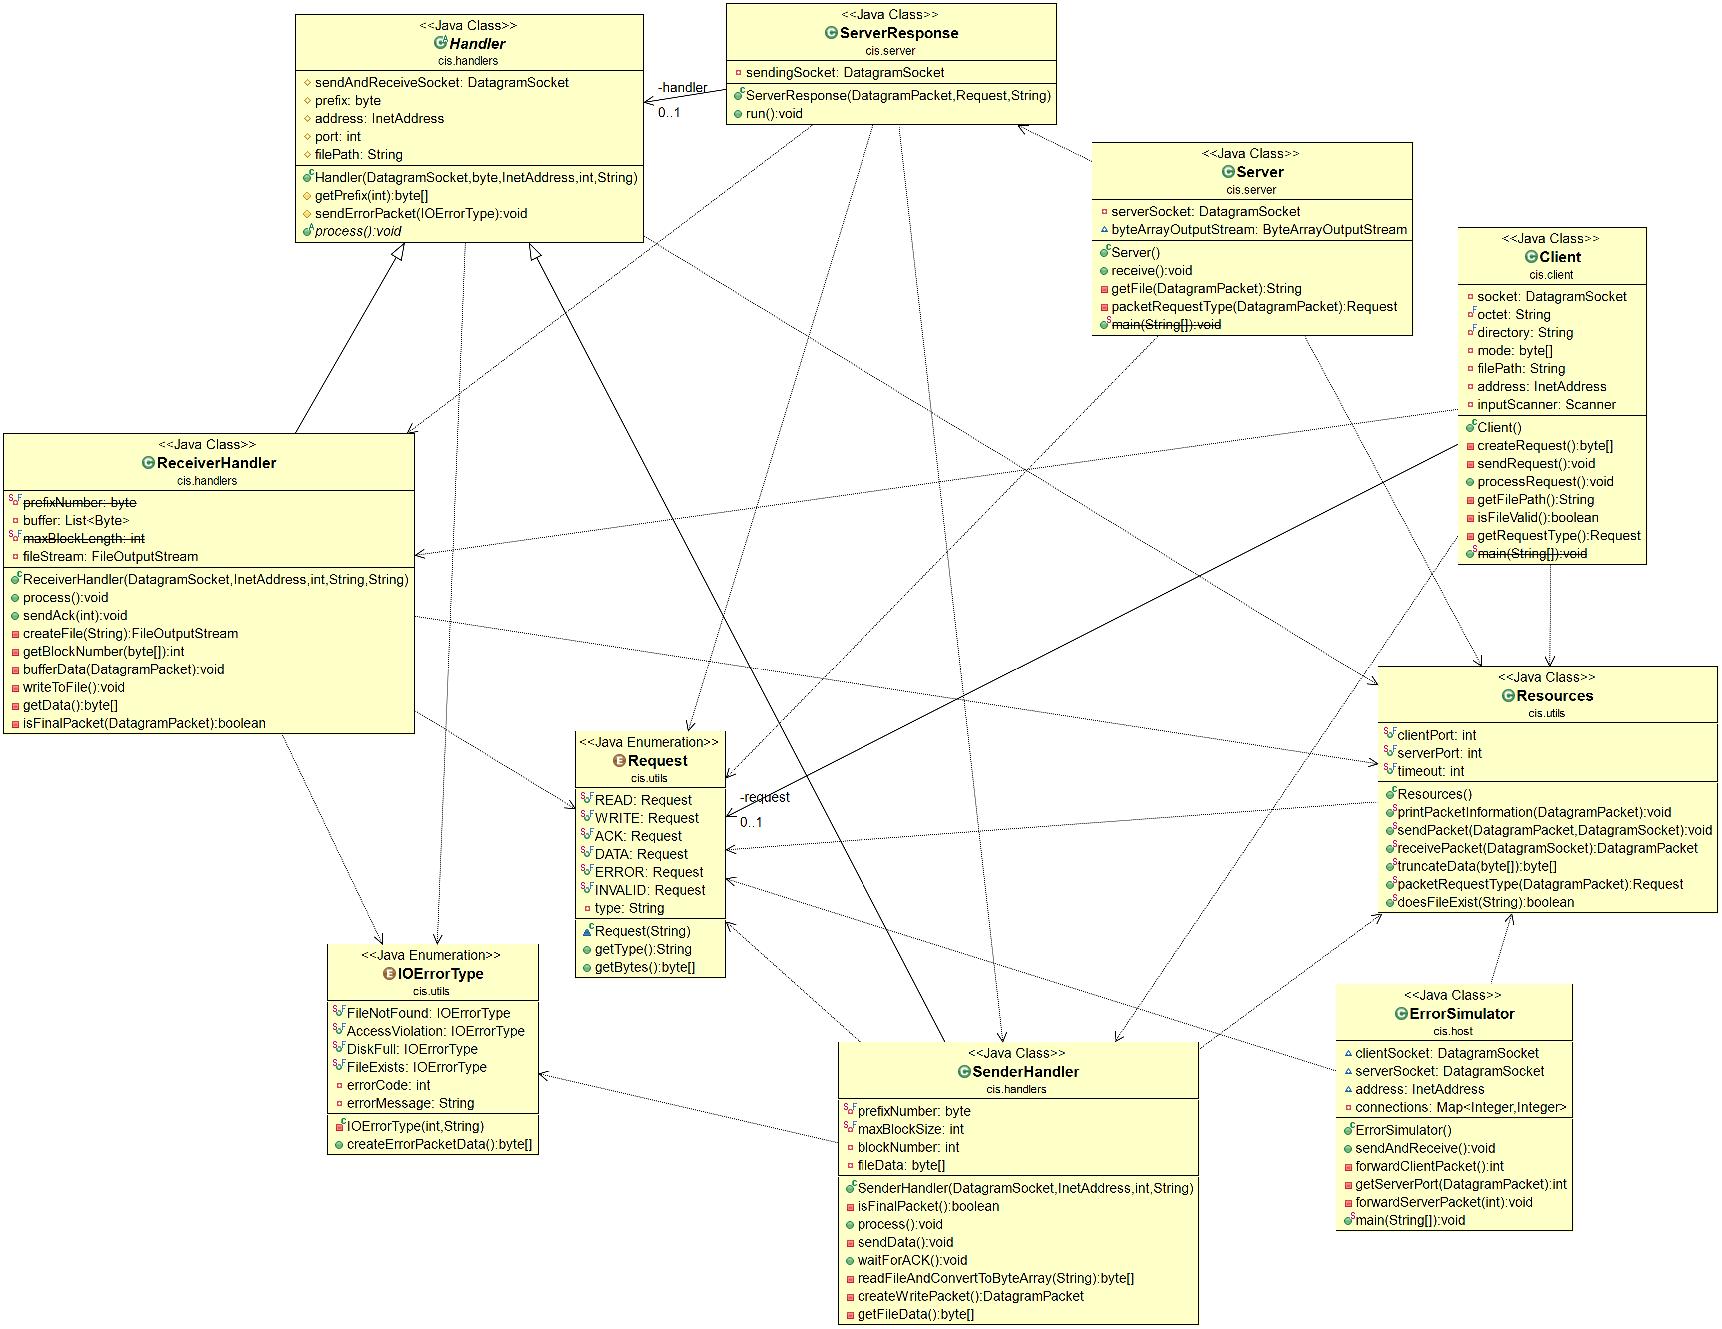 <<Java Class>>
Handler
cis.handlers
sendAndReceiveSocket: DatagramSocket
prefix: byte
address: InetAddress
port: int
filePath: String
Handler(DatagramSocket,byte,InetAddress,int,String)
getPrefix(int):byte[]
sendErrorPacket(IOErrorType):void
process():void
-handler
0..1
<<Java Class>>
ServerResponse
cis.server
sendingSocket: DatagramSocket
ServerResponse(DatagramPacket,Request,String)
run():void
<<Java Class>>
Server
cis.server
serverSocket: DatagramSocket
byteArrayOutputStream: ByteArrayOutputStream
Server()
receive():void
getFile(DatagramPacket):String
packetRequestType(DatagramPacket):Request
main(String[]):void
<<Java Class>>
Client
cis.client
socket: DatagramSocket
octet: String
directory: String
mode: byte[]
filePath: String
address: InetAddress
inputScanner: Scanner
Client()
createRequest():byte[]
sendRequest():void
processRequest():void
getFilePath():String
isFileValid():boolean
getRequestType():Request
main(String[]):void
<<Java Class>>
ReceiverHandler
cis.handlers
prefixNumber: byte
buffer: List<Byte>
maxBlockLength: int
fileStream: FileOutputStream
ReceiverHandler(DatagramSocket,InetAddress,int,String,String)
process():void
sendAck(int):void
createFile(String):FileOutputStream
getBlockNumber(byte[]):int
bufferData(DatagramPacket):void
writeToFile():void
getData():byte[]
isFinalPacket(DatagramPacket):boolean
<<Java Enumeration>>
Request
cis.utils
READ: Request
WRITE: Request
ACK: Request
DATA: Request
ERROR: Request
INVALID: Request
type: String
Request(String)
getType():String
getBytes():byte[]
-request
0..1
<<Java Class>>
Resources
cis.utils
clientPort: int
serverPort: int
timeout: int
Resources()
printPacketInformation(DatagramPacket):void
sendPacket(DatagramPacket,DatagramSocket):void
receivePacket(DatagramSocket):DatagramPacket
truncateData(byte[]):byte[]
packetRequestType(DatagramPacket):Request
doesFileExist(String):boolean
<<Java Enumeration>>
IOErrorType
cis.utils
FileNotFound: IOErrorType
AccessViolation: IOErrorType
DiskFull: IOErrorType
FileExists: IOErrorType
errorCode: int
errorMessage: String
IOErrorType(int,String)
createErrorPacketData():byte[]
<<Java Class>>
SenderHandler
cis.handlers
prefixNumber: byte
maxBlockSize: int
blockNumber: int
fileData: byte[]
SenderHandler(DatagramSocket,InetAddress,int,String)
isFinalPacket():boolean
process():void
sendData():void
waitForACK():void
readFileAndConvertToByteArray(String):byte[]
createWritPacket():DatagramPacket
getFileData():byte[]
<<Java Class>>
ErrorSimulator
cis.host
clientSocket: DatagramSocket
serverSocket: DatagramSocket
address: InetAddress
connections: Map<Integer,Integer>
ErrorSimulator()
sendAndReceive():void
forwardClientPacket():int
getServerPort(DatagramPacket):int
forwardServerPacket(int):void
main(String[]):void